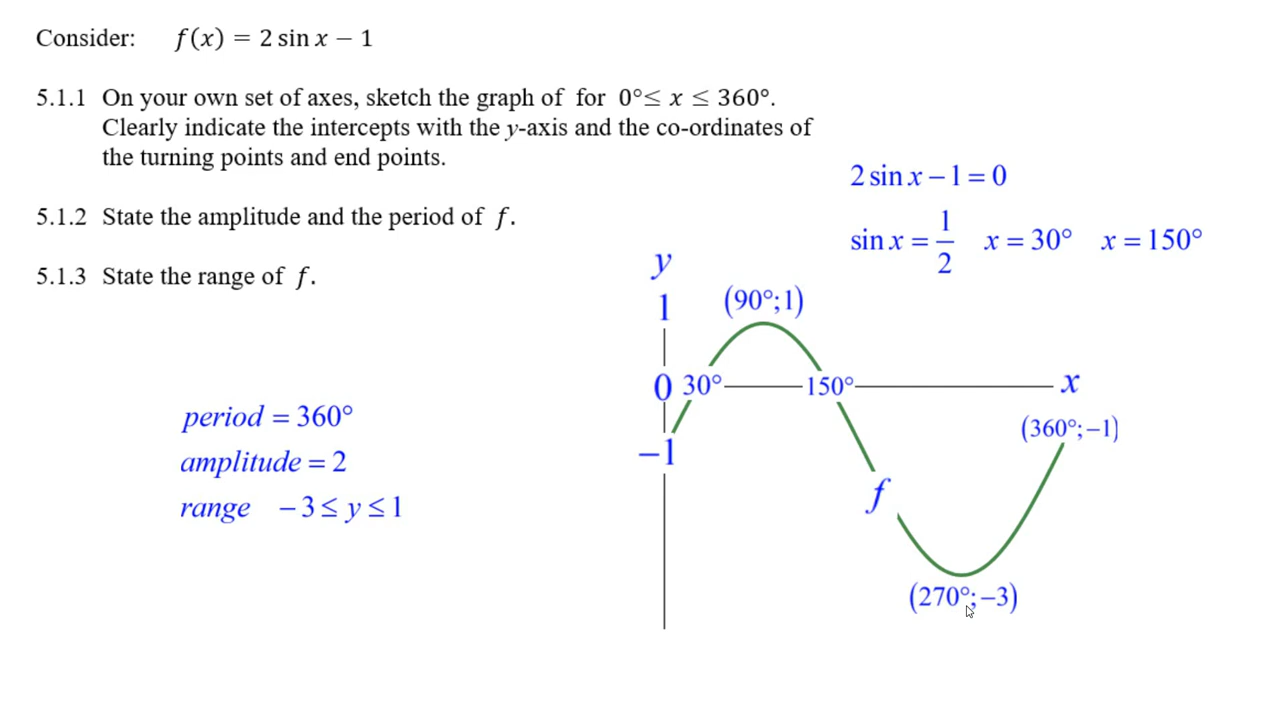 Consider: f(x) = 2 sin x − 1
5.1.1 On your own set of axes, sketch the graph of for 0°≤ x ≤ 360°.
Clearly indicate the intercepts with the y-axis and the co-ordinates of
the turning points and end points.
5.1.2 State the amplitude and the period of f.
5.1.3 State the range of f.
2 sin x − 1 = 0
sin x = 1/2 x = 30° x = 150°
y
1
(90°;1)
0 30° 150° x
(360°;−1)
−1
f
(270°;−3)
period = 360°
amplitude = 2
range −3 ≤ y ≤ 1